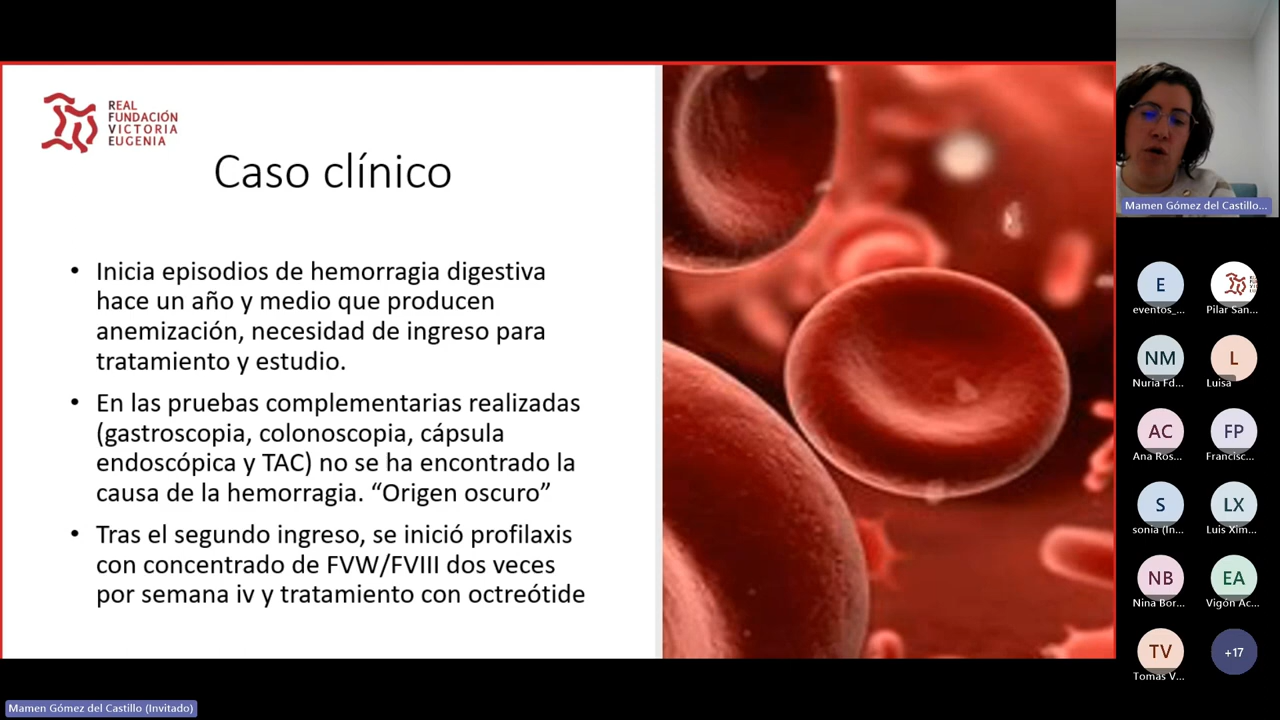 REAL
FUNDACIÓN
VICTORIA
EUGENIA
Caso clínico
• Inicia episodios de hemorragia digestiva
hace un año y medio que producen
anemización, necesidad de ingreso para
tratamiento y estudio.
• En las pruebas complementarias realizadas
(gastroscopia, colonoscopia, cápsula
endoscópica y TAC) no se ha encontrado la
causa de la hemorragia. “Origen oscuro”
• Tras el segundo ingreso, se inició profilaxis
con concentrado de FVW/FVIII dos veces
por semana iv y tratamiento con octreótide
Mamen Gómez del Castillo...
E
eventos_...
Pilar San...
NM
Nuria Fd...
L
Luisa
AC
Ana Ros...
FP
Francisc...
S
sonia (In...
LX
Luis Xim...
NB
Nina Bor...
EA
Vigón Ac...
TV
Tomas V...
+17
Mamen Gómez del Castillo (Invitado)